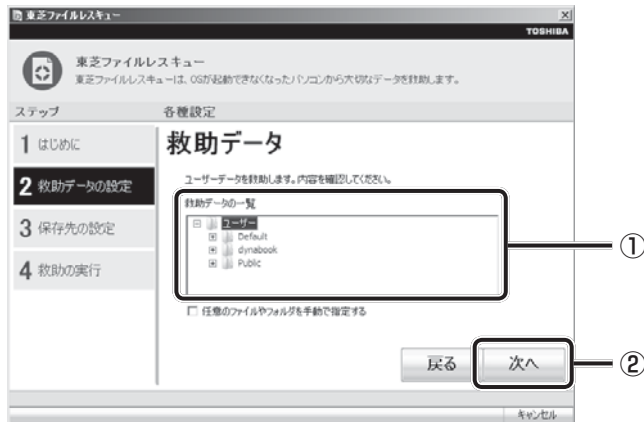 東芝ファイルレスキュー
TOSHIBA
東芝ファイルレスキュー
東芝ファイルレスキューは、OSが起動できなくなったパソコンから大切なデータを救助します。
ステップ
各種設定
1 はじめに
2 救助データの設定
3 保存先の設定
4 救助の実行
救助データ
ユーザーデータを救助します。内容を確認してください。
救助データの一覧
ユーザー
Default
dynabook
Public
①
任意のファイルやフォルダを手動で指定する
戻る
次へ
②
キャンセル